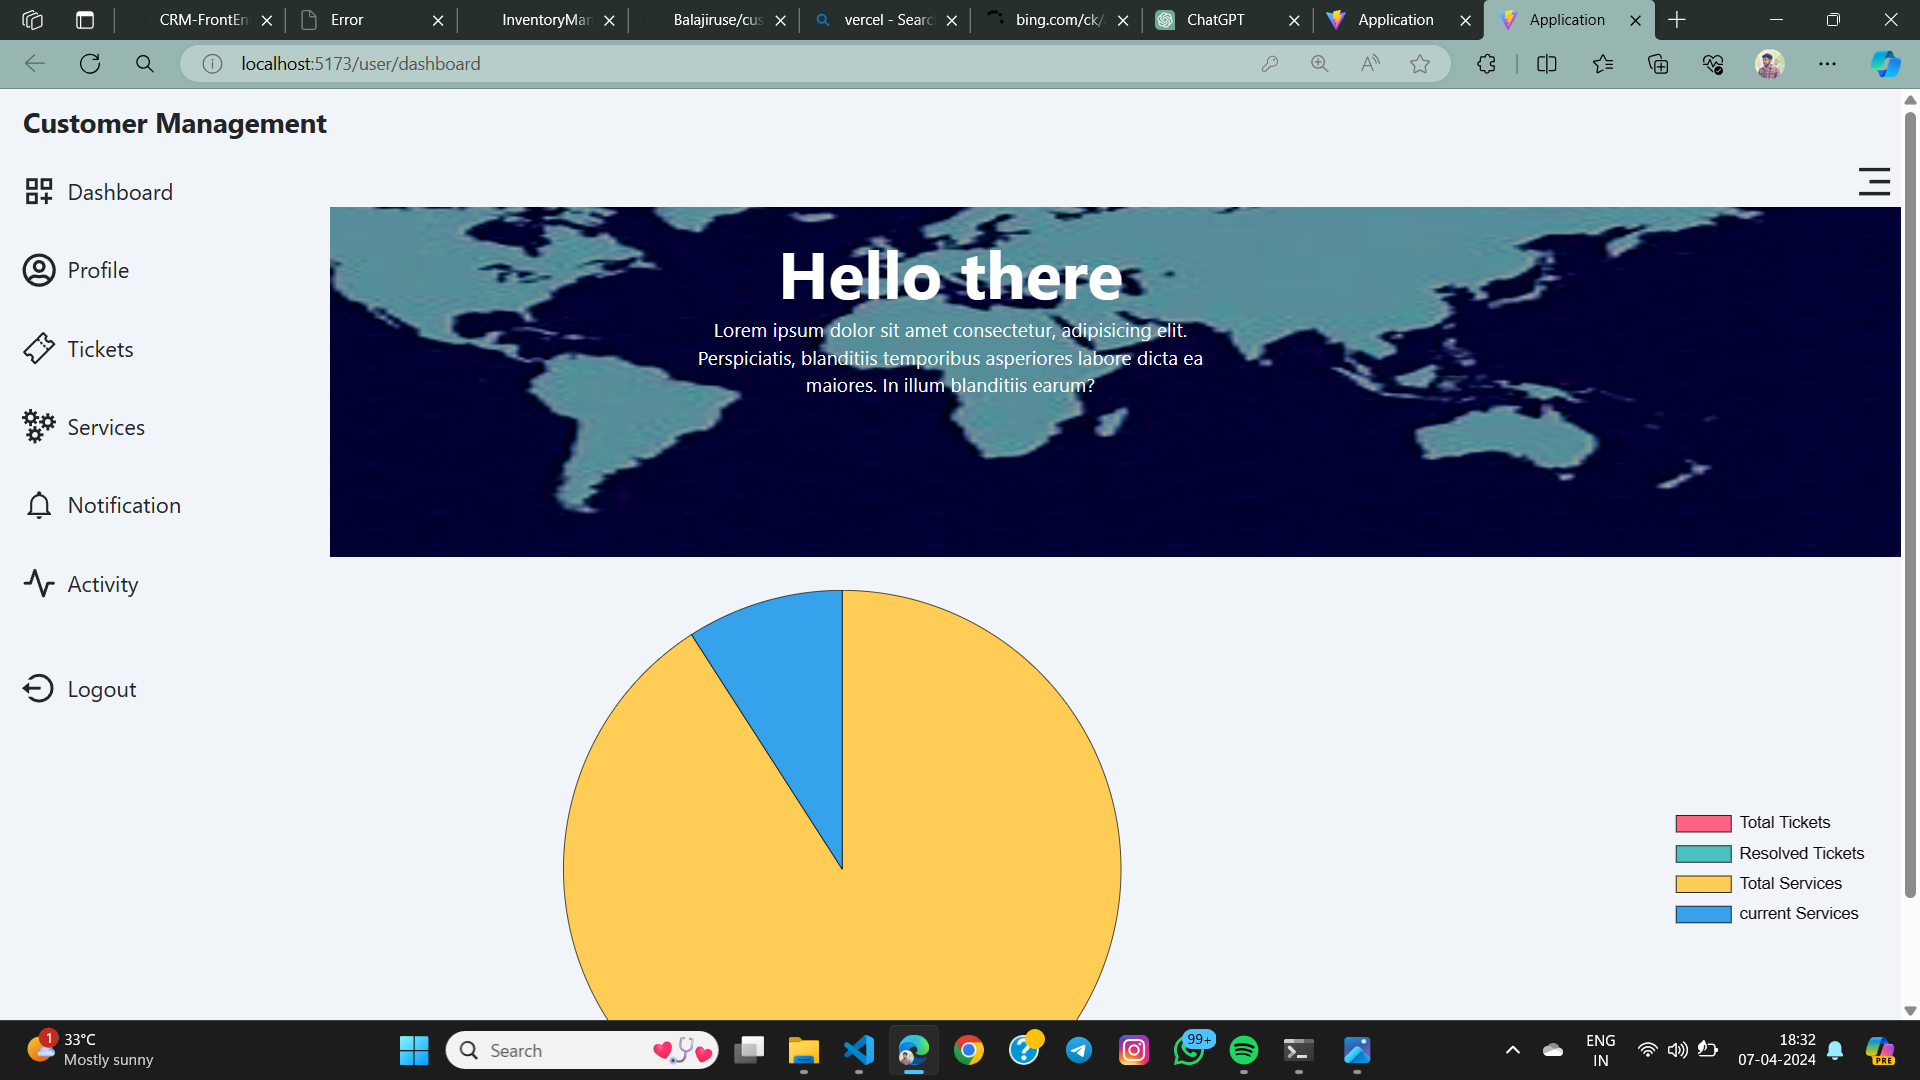 CRM-FrontEn
Error
InventoryMan
Balajiruse/cus
vercel - Searc
bing.com/ck/
ChatGPT
Application
Application
localhost:5173/user/dashboard
Customer Management
Dashboard
Profile
Tickets
Services
Notification
Activity
Logout
Hello there
Lorem ipsum dolor sit amet consectetur, adipisicing elit.
Perspiciatis, blanditiis temporibus asperiores labore dicta ea
maiores. In illum blanditiis earum?
Total Tickets
Resolved Tickets
Total Services
current Services
1
33°C
Mostly sunny
Search
99+
ENG
IN
18:32
07-04-2024
PRE